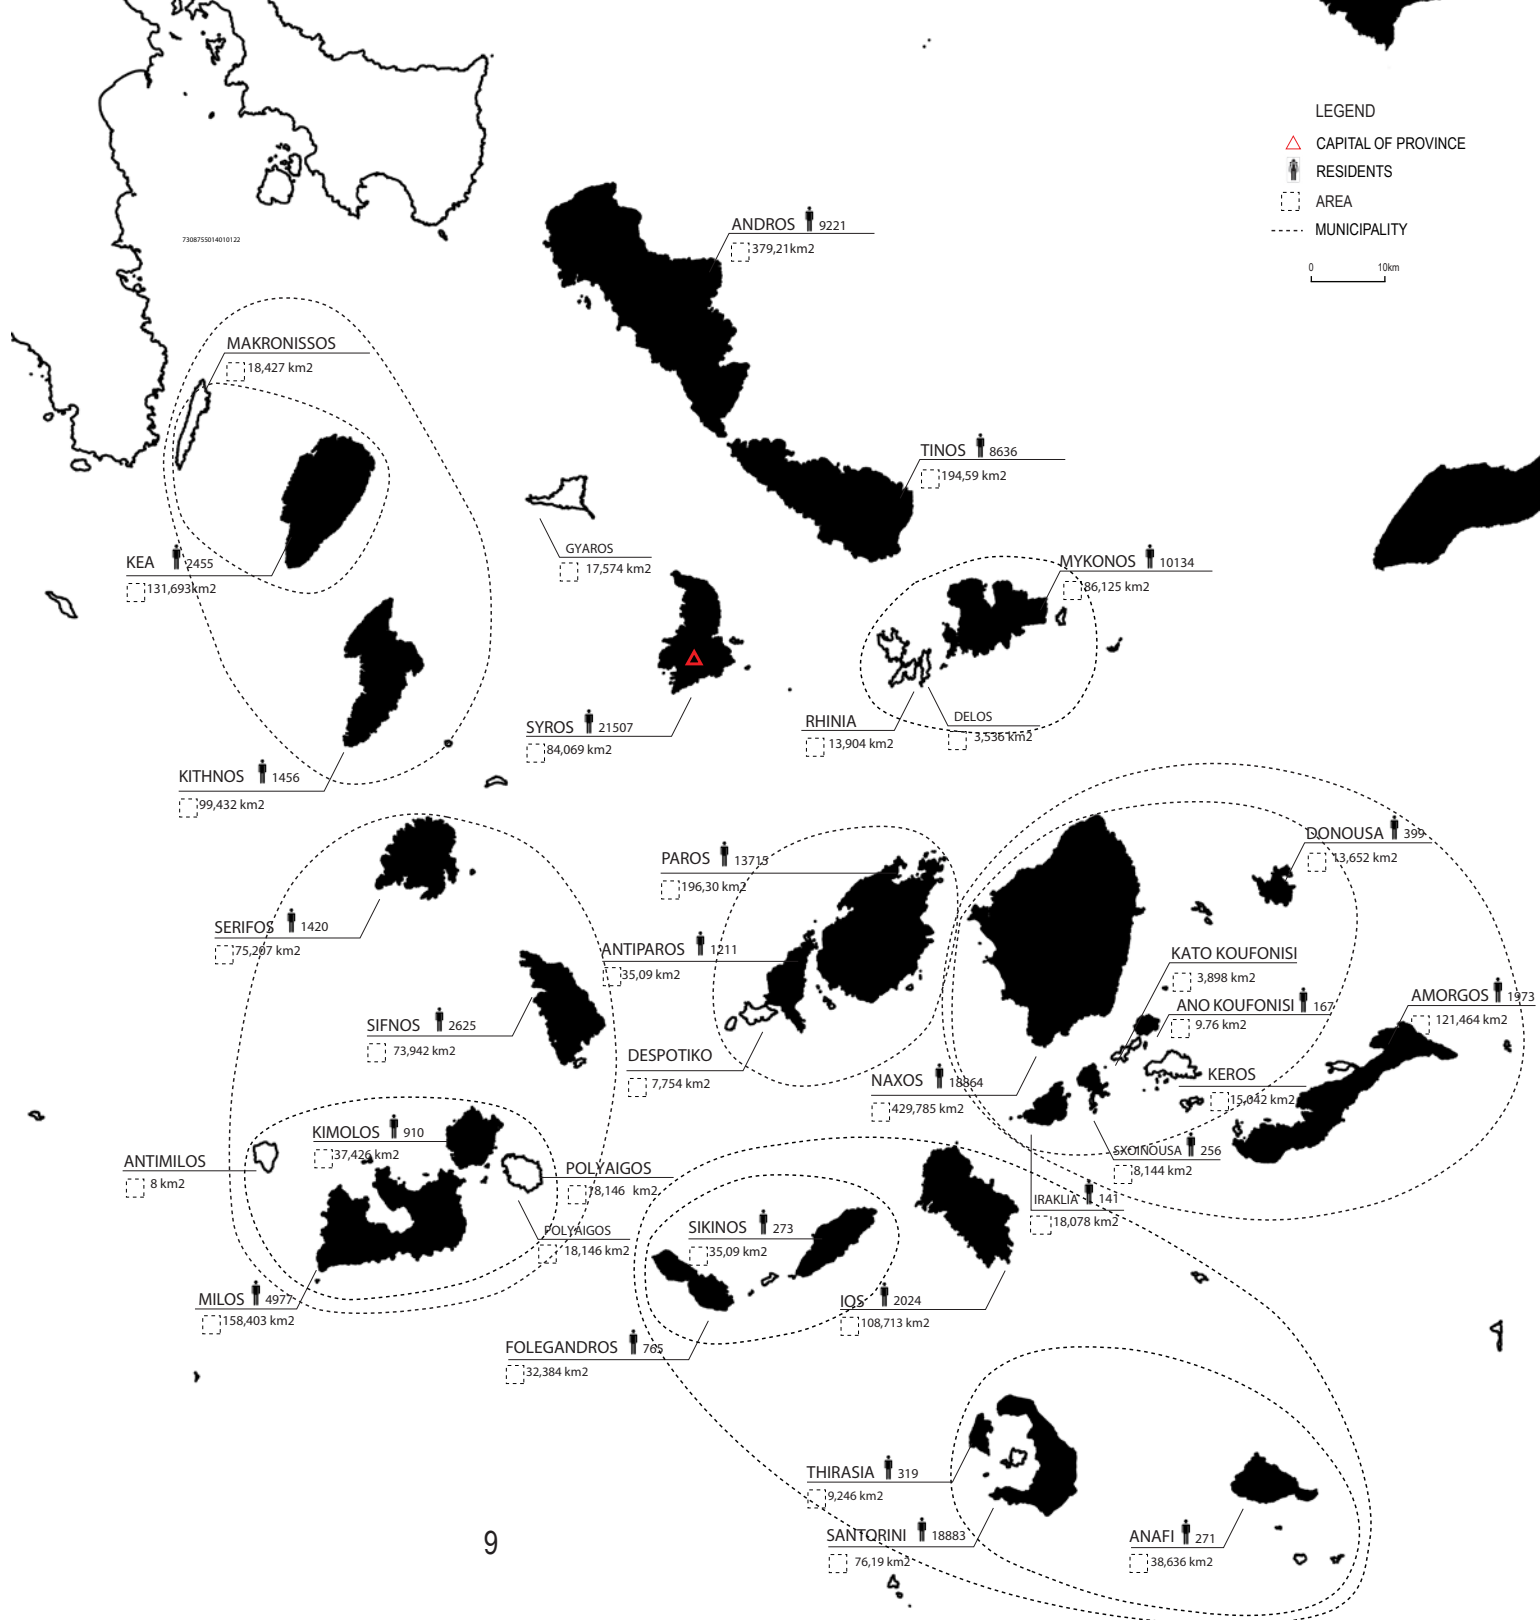 LEGEND
CAPITAL OF PROVINCE
RESIDENTS
AREA
MUNICIPALITY
0 10km
ANDROS 9221
379,21km2
7308755014010122
MAKRONISSOS
18,427 km2
TINOS 8636
194,59 km2
KEA 2455
131,693km2
GYAROS
17,574 km2
MYKONOS 10134
86,125 km2
SYROS 21507
84,069 km2
RHINIA
13,904 km2
DELOS
3,536 km2
KITHNOS 1456
99,432 km2
PAROS 13715
196,30 km2
DONOUSA 399
13,652 km2
SERIFOS 1420
75,207 km2
ANTIPAROS 1211
35,09 km2
KATO KOUFONISI
3,898 km2
ANO KOUFONISI 167
9.76 km2
AMORGOS 1973
121,464 km2
SIFNOS 2625
73,942 km2
DESPOTIKO
7,754 km2
NAXOS 18864
429,785 km2
KEROS
15,042 km2
KIMOLOS 910
37,426 km2
ANTIMILOS
8 km2
POLYAIGOS
18,146 km2
SXOINOUSA 256
8,144 km2
IRAKLIA 141
18,078 km2
POLYAIGOS
18,146 km2
SIKINOS 273
35,09 km2
MILOS 4977
158,403 km2
IOS 2024
108,713 km2
FOLEGANDROS 765
32,384 km2
THIRASIA 319
9,246 km2
SANTORINI 18883
76,19 km2
ANAFI 271
38,636 km2
9